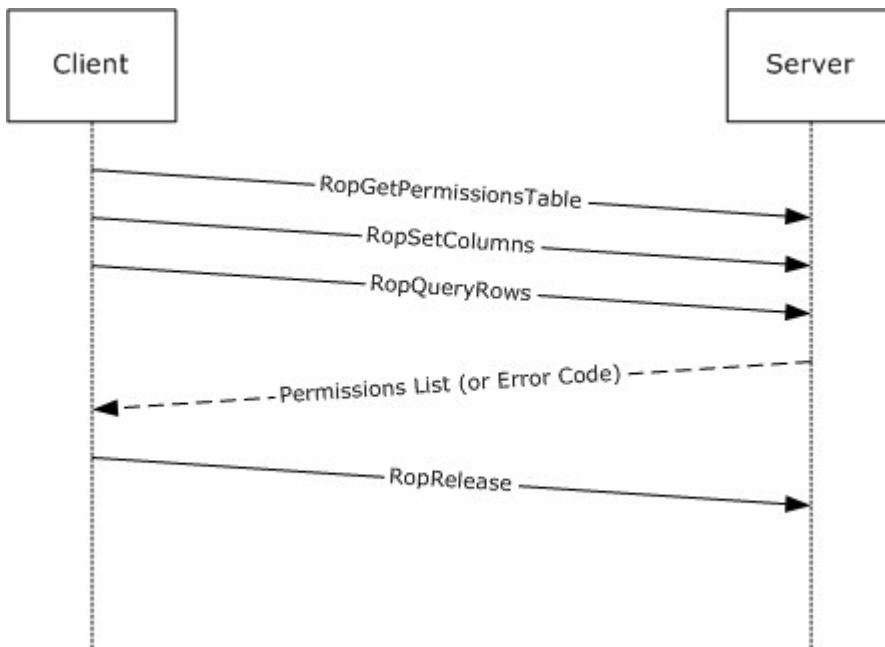 Client
Server
RopGetPermissionsTable
RopSetColumns
RopQueryRows
Permissions List (or Error Code)
RopRelease